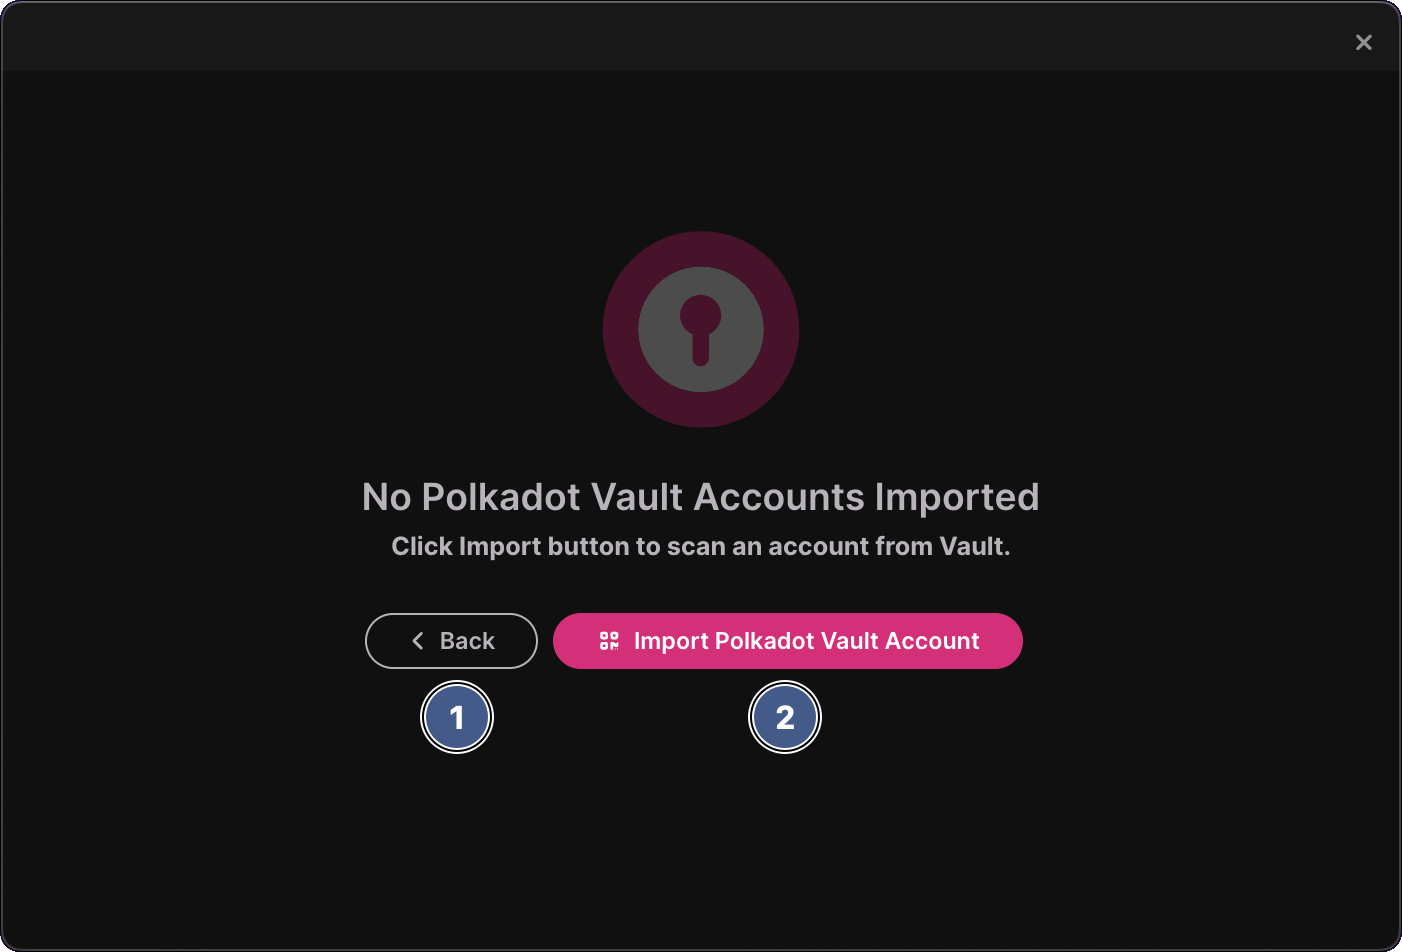 No Polkadot Vault Accounts Imported
Click Import button to scan an account from Vault.
Back
Import Polkadot Vault Account
1
2